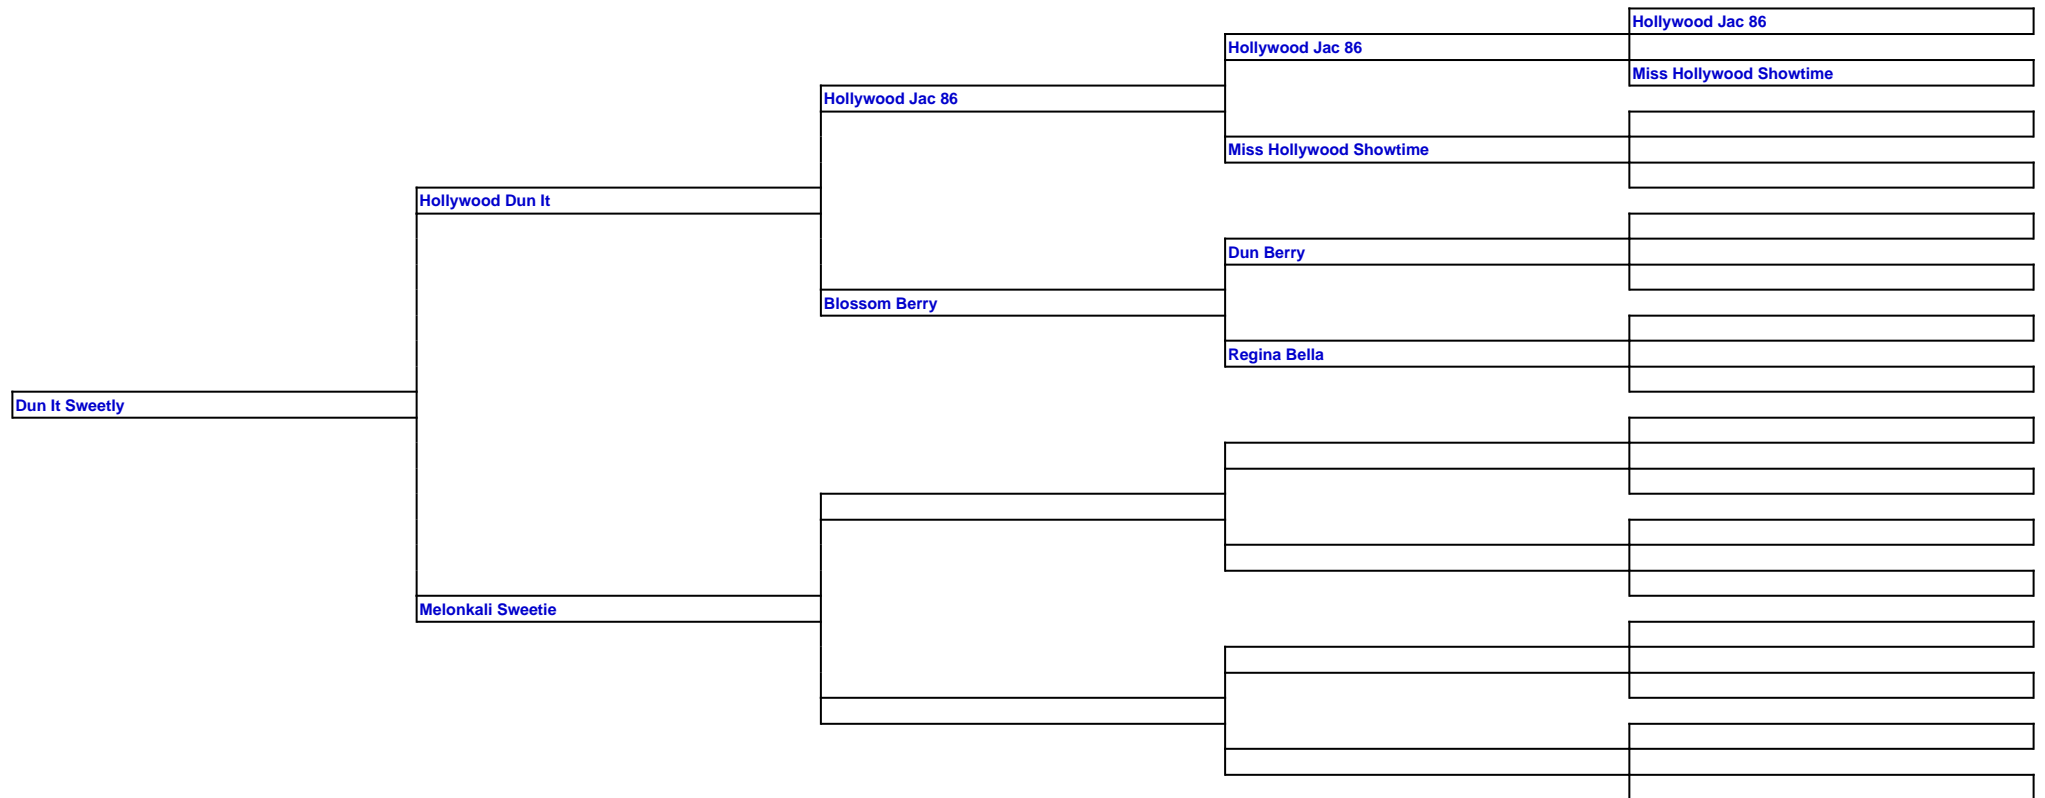 Hollywood Jac 86
Hollywood Jac 86
Miss Hollywood Showtime
Hollywood Jac 86
Miss Hollywood Showtime
Hollywood Dun It
Dun Berry
Blossom Berry
Regina Bella
Dun It Sweetly
Melonkali Sweetie